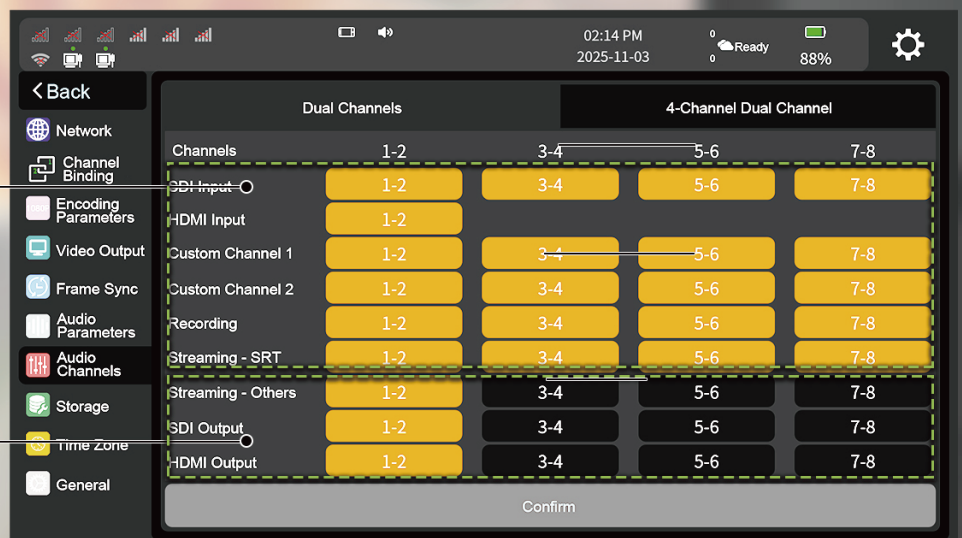 02:14 PM
2025-11-03
0
0
Ready
88%
Back
Network
Channel
Binding
Encoding
Parameters
Video Output
Frame Sync
Audio
Parameters
Audio
Channels
Storage
Time Zone
General
Dual Channels 4-Channel Dual Channel
Channels 1-2 3-4 5-6 7-8
SDI Input 1-2 3-4 5-6 7-8
HDMI Input 1-2
Custom Channel 1 1-2 3-4 5-6 7-8
Custom Channel 2 1-2 3-4 5-6 7-8
Recording 1-2 3-4 5-6 7-8
Streaming - SRT 1-2 3-4 5-6 7-8
Streaming - Others 1-2 3-4 5-6 7-8
SDI Output 1-2 3-4 5-6 7-8
HDMI Output 1-2 3-4 5-6 7-8
Confirm